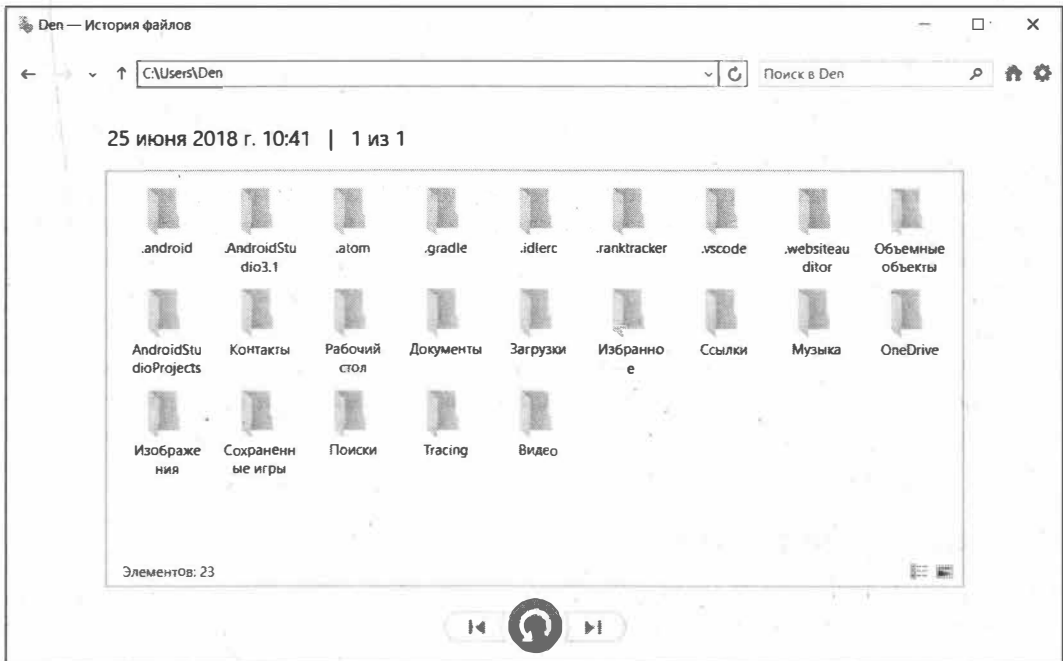 Den — История файлов
C:\Users\Den
Поиск в Den
25 июня 2018 г. 10:41 | 1 из 1
.android .AndroidStu .atom .gradle .idlerc .ranktracker .vscode .websiteau Объемные
dio3.1 ditor объекты
AndroidStu Контакты Рабочий Документы Загрузки Избранно Ссылки Музыка OneDrive
dioProjects стол е
Изображе Сохраненн Поиски Tracing Видео
ния ые игры
Элементов: 23